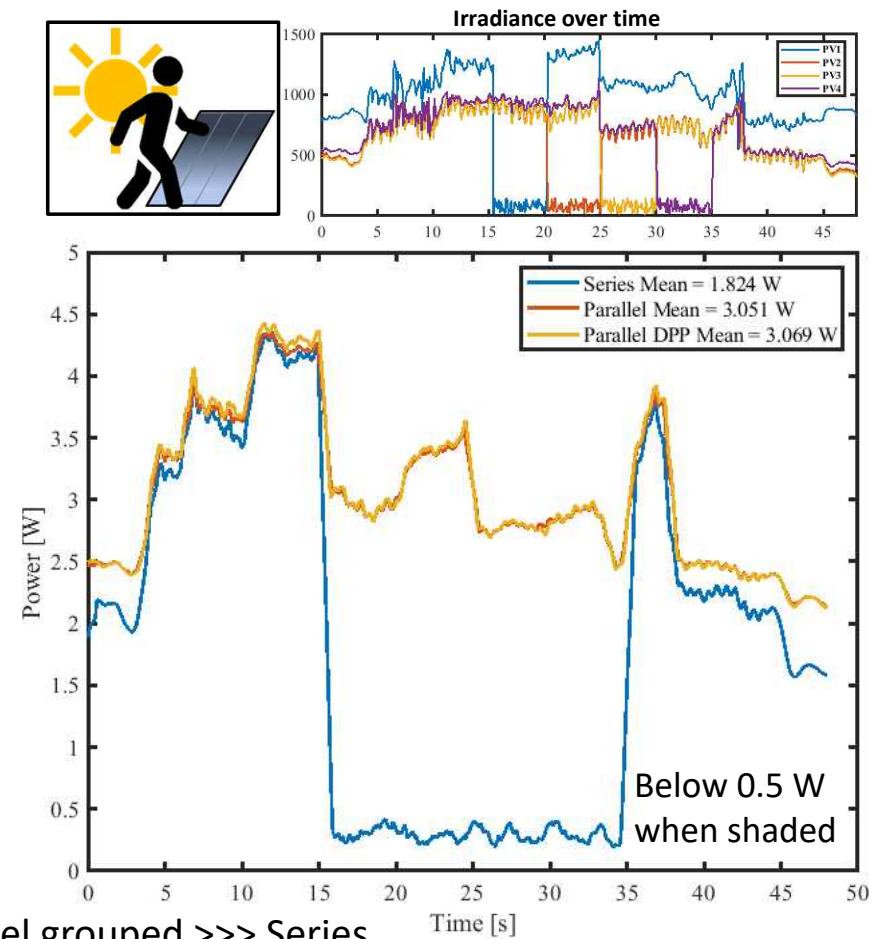 Irradiance over time
1500
1000
500
0
0 5 10 15 20 25 30 35 40 45
PV1
PV2
PV3
PV4
5
4.5
4
3.5
3
2.5
2
1.5
1
0.5
0
Power [W]
Series Mean = 1.824 W
Parallel Mean = 3.051 W
Parallel DPP Mean = 3.069 W
Below 0.5 W
when shaded
0 5 10 15 20 25 30 35 40 45 50
Time [s]
grouped >>> Series